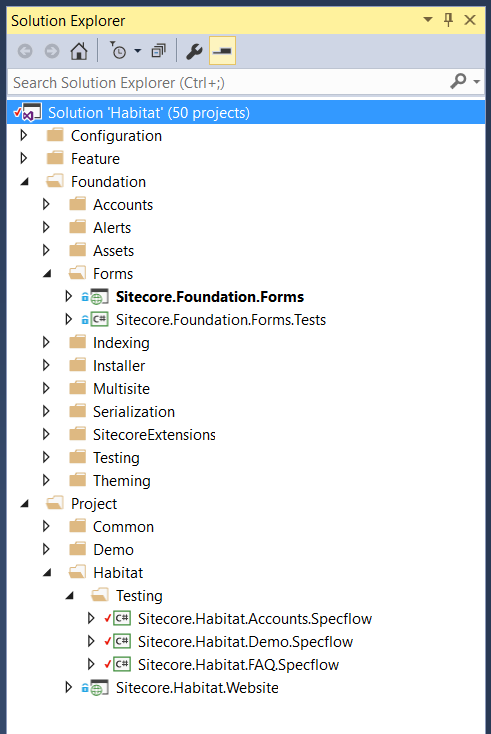 Solution Explorer
Search Solution Explorer (Ctrl+;)
Solution 'Habitat' (50 projects)
Configuration
Feature
Foundation
Accounts
Alerts
Assets
Forms
Sitecore.Foundation.Forms
C# Sitecore.Foundation.Forms.Tests
Indexing
Installer
Multisite
Serialization
SitecoreExtensions
Testing
Theming
Project
Common
Demo
Habitat
Testing
C# Sitecore.Habitat.Accounts.Specflow
C# Sitecore.Habitat.Demo.Specflow
C# Sitecore.Habitat.FAQ.Specflow
Sitecore.Habitat.Website